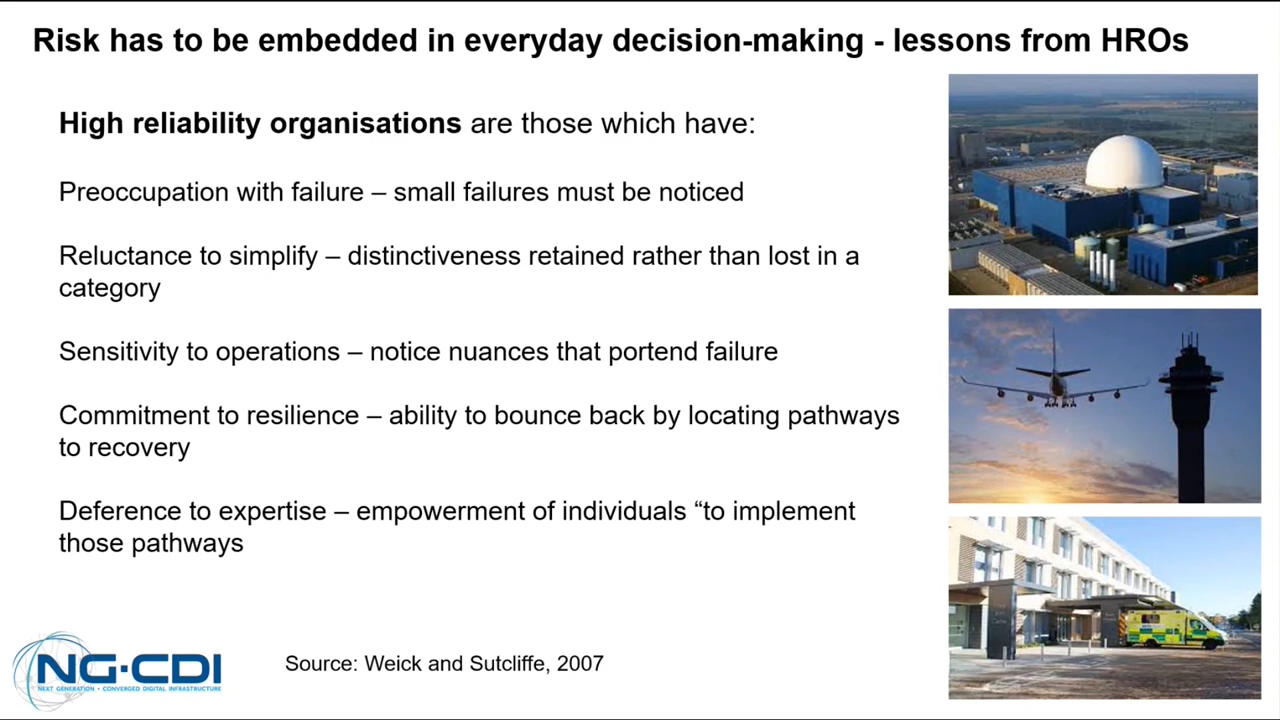 Risk has to be embedded in everyday decision-making - lessons from HROs
High reliability organisations are those which have:
Preoccupation with failure – small failures must be noticed
Reluctance to simplify – distinctiveness retained rather than lost in a
category
Sensitivity to operations – notice nuances that portend failure
Commitment to resilience – ability to bounce back by locating pathways
to recovery
Deference to expertise – empowerment of individuals “to implement
those pathways
NG·CDI
NEXT GENERATION · CONVERGED DIGITAL INFRASTRUCTURE
Source: Weick and Sutcliffe, 2007